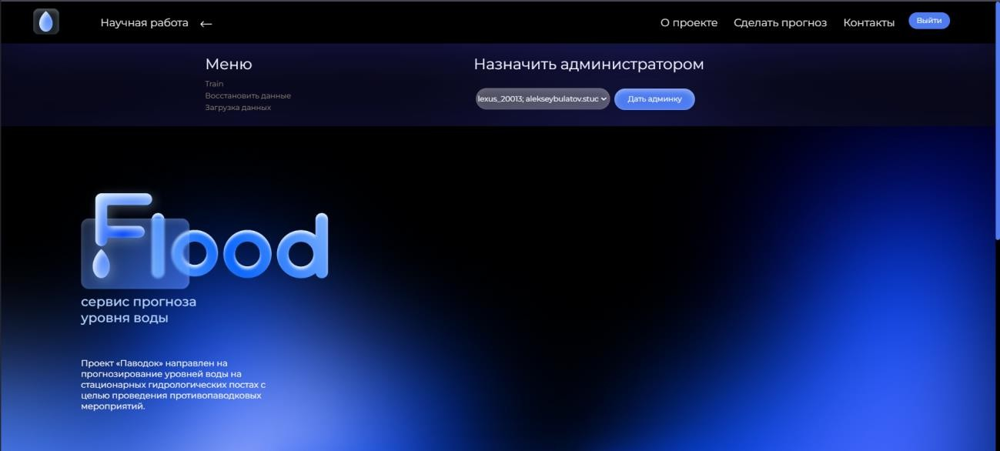 Научная работа ←
О проекте
Сделать прогноз
Контакты
Выйти
Меню
Train
Восстановить данные
Загрузка данных
Назначить администратором
lexus_20013; alekseybulatov.stuc
Дать админку
Flood
сервис прогноза
уровня воды
Проект «Паводок» направлен на
прогнозирование уровней воды на
стационарных гидрологических постах с
целью проведения противопаводковых
мероприятий.